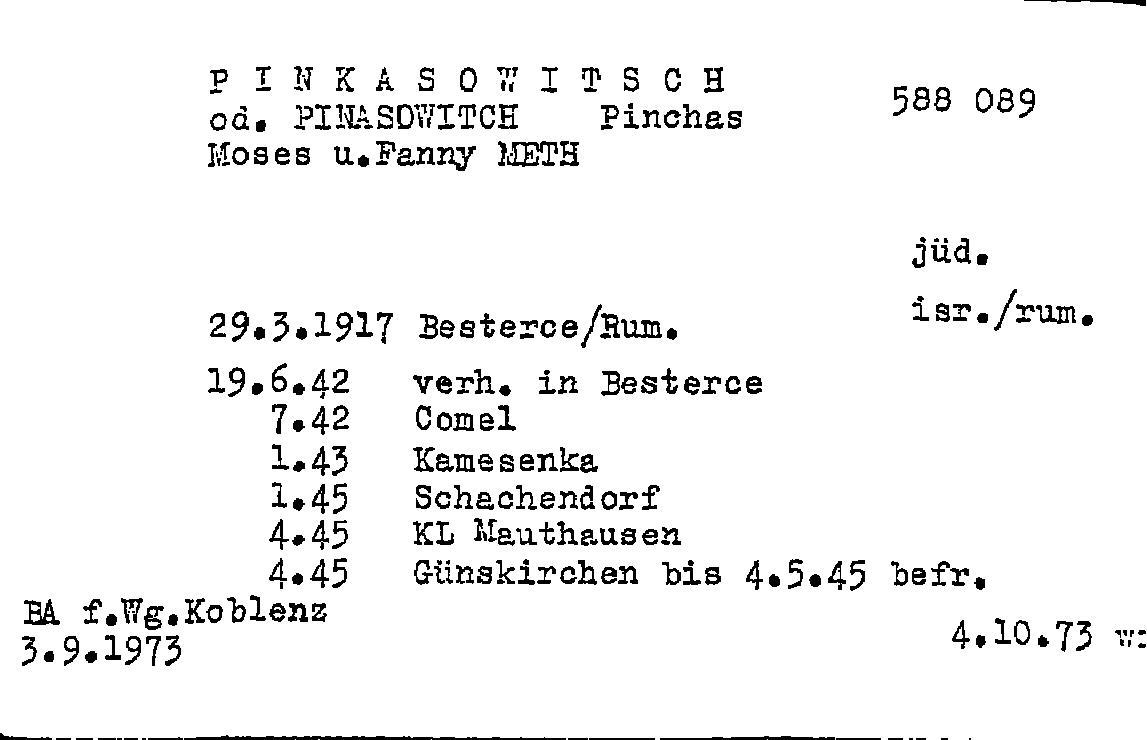 P I N K A S O W I T S C H
588 089
od. PINASOWITCH Pinchas
Moses u.Fanny METH
jüd.
isr./rum.
29.3.1917 Besterce/Rum.
19.6.42 verh. in Besterce
7.42 Comel
1.43 Kamesenka
1.45 Schachendorf
4.45 KL Mauthausen
4.45 Günskirchen bis 4.5.45 befr.
BA f.Wg.Koblenz
3.9.1973
4.10.73